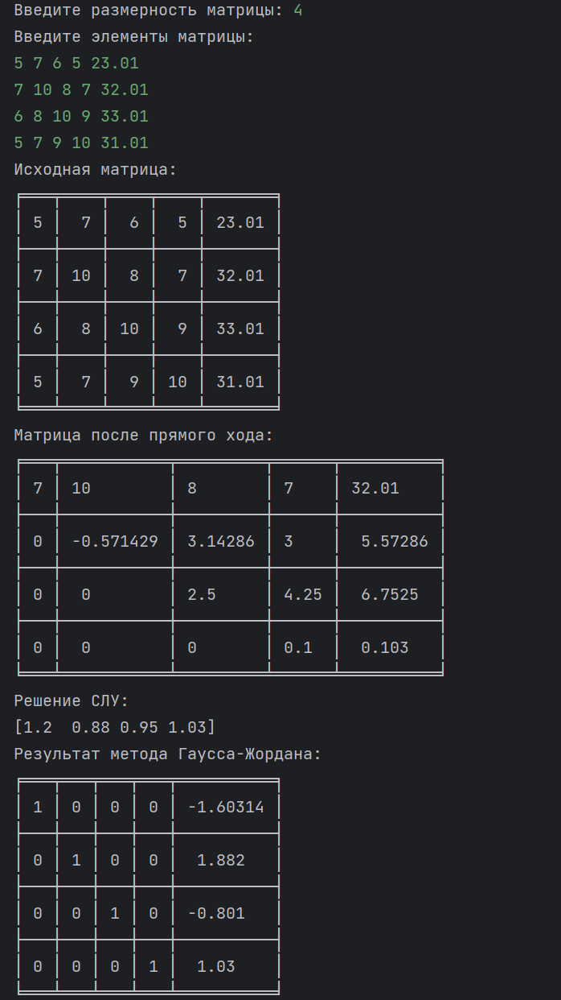 Введите размерность матрицы: 4
Введите элементы матрицы:
5 7 6 5 23.01
7 10 8 7 32.01
6 8 10 9 33.01
5 7 9 10 31.01
Исходная матрица:
5 7 6 5 23.01
7 10 8 7 32.01
6 8 10 9 33.01
5 7 9 10 31.01
Матрица после прямого хода:
7 10 8 7 32.01
0 -0.571429 3.14286 3 5.57286
0 0 2.5 4.25 6.7525
0 0 0 0.1 0.103
Решение СЛУ:
[1.2  0.88 0.95 1.03]
Результат метода Гаусса-Жордана:
1 0 0 0 -1.60314
0 1 0 0 1.882
0 0 1 0 -0.801
0 0 0 1 1.03